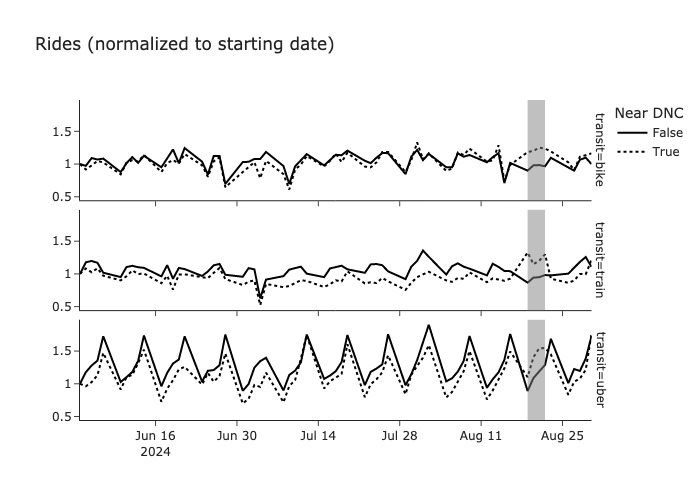 Rides (normalized to starting date)
Near DNC
False
True
1.5
1
0.5
transit=bike
1.5
1
0.5
transit=train
1.5
1
0.5
transit=uber
Jun 16
2024
Jun 30
Jul 14
Jul 28
Aug 11
Aug 25